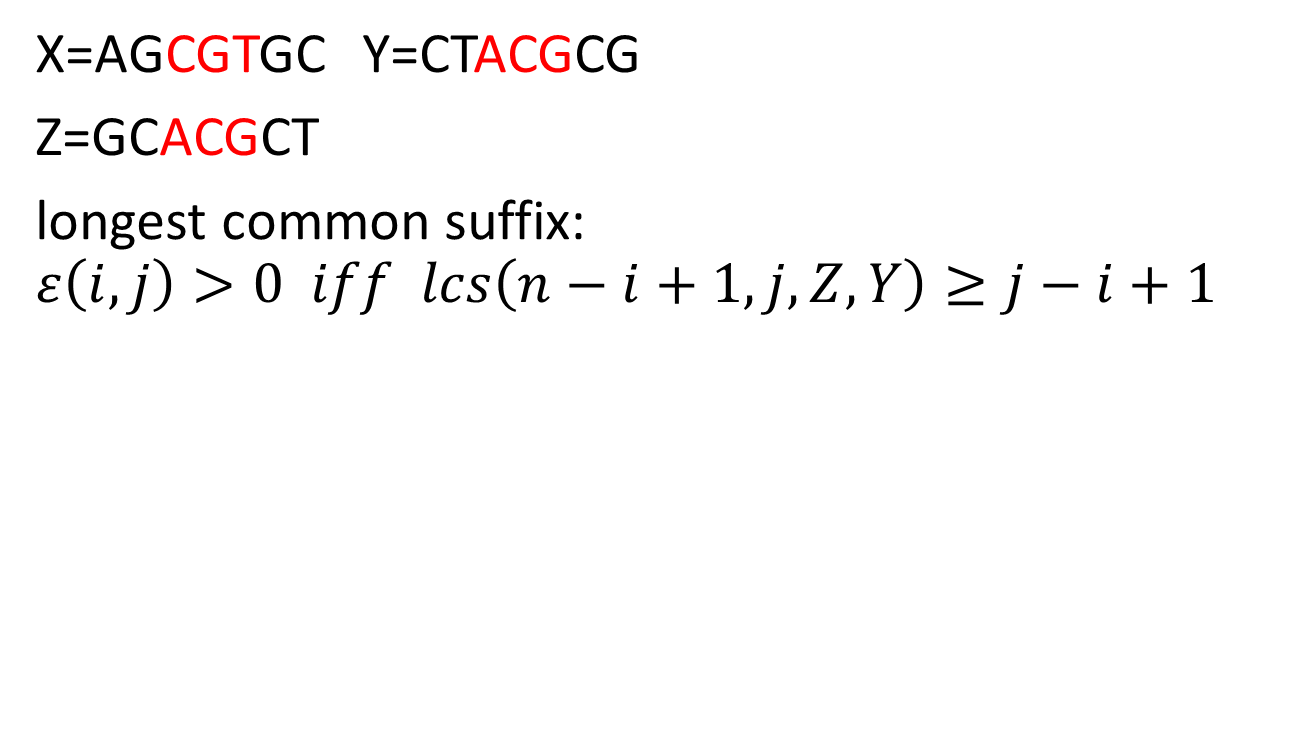 X=AGCGTGC Y=CTACGCG
Z=GCACGCT
longest common suffix:
𝜀(𝑖,𝑗) > 0 𝑖𝑓𝑓 𝑙𝑐𝑠(𝑛 − 𝑖 + 1, 𝑗, 𝑍, 𝑌) ≥ 𝑗 − 𝑖 + 1